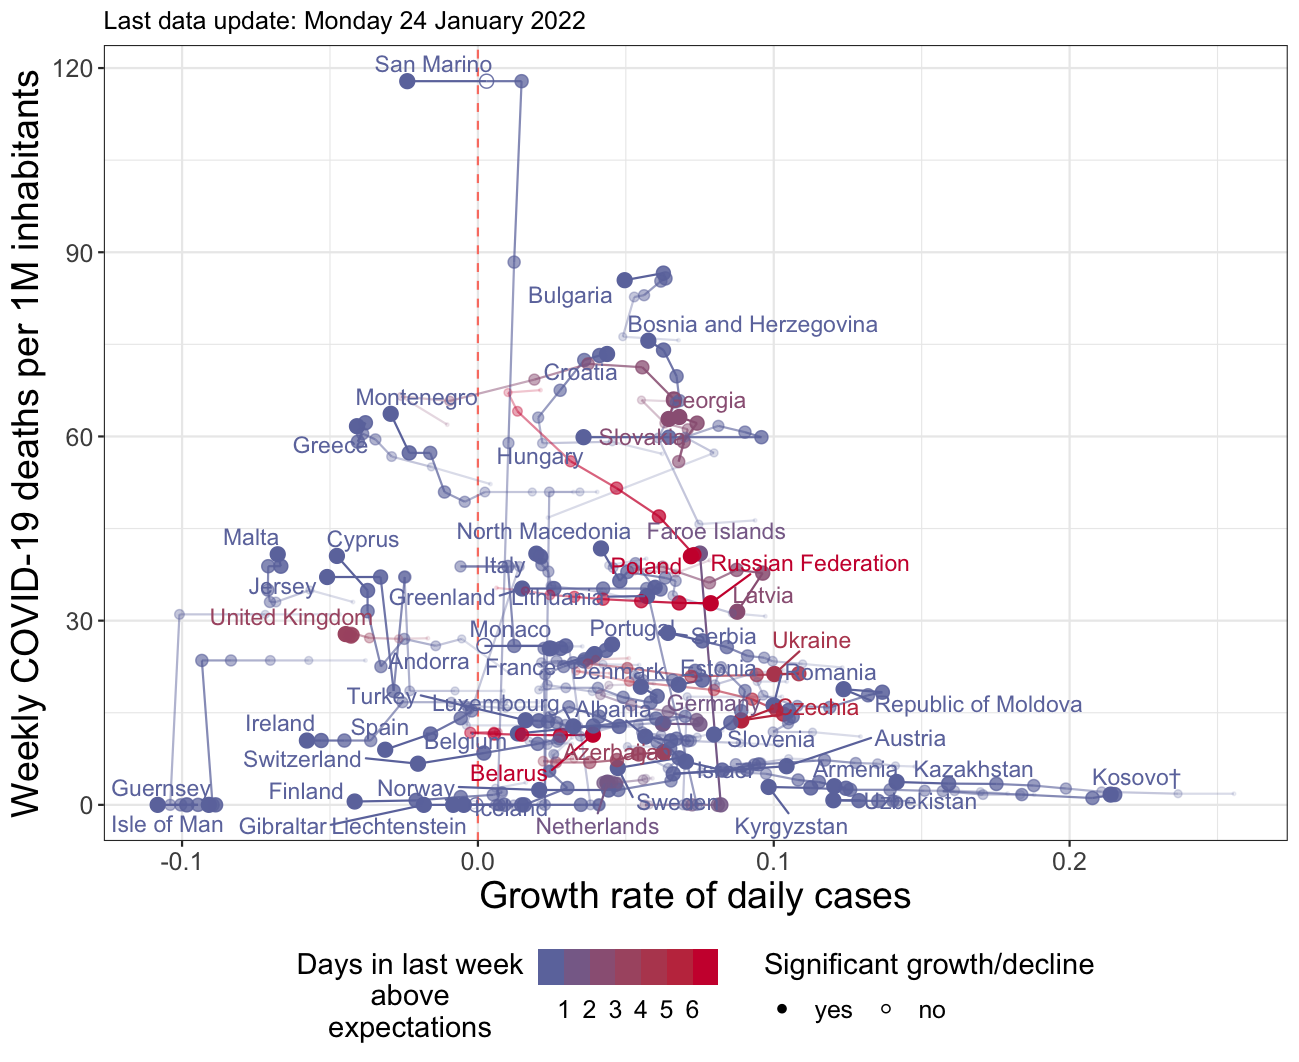 Last data update: Monday 24 January 2022
Weekly COVID-19 deaths per 1M inhabitants
120
90
60
30
0
San Marino
Bulgaria
Bosnia and Herzegovina
Croatia
Montenegro
Georgia
Greece
Slovakia
Hungary
North Macedonia
Faroe Islands
Malta
Cyprus
Italy
Poland
Russian Federation
Jersey
Greenland
Lithuania
Latvia
United Kingdom
Monaco
Portugal
Serbia
Ukraine
Andorra
France
Denmark
Estonia
Romania
Turkey
Luxembourg
Albania
Germany
Czechia
Republic of Moldova
Ireland
Spain
Belgium
Slovenia
Austria
Switzerland
Azerbaijan
Belarus
Israel
Armenia
Kazakhstan
Kosovo†
Guernsey
Finland
Norway
Iceland
Sweden
Uzbekistan
Isle of Man
Gibraltar
Liechtenstein
Netherlands
Kyrgyzstan
-0.1
0.0
0.1
0.2
Growth rate of daily cases
Days in last week
above
expectations
1 2 3 4 5 6
Significant growth/decline
yes
no